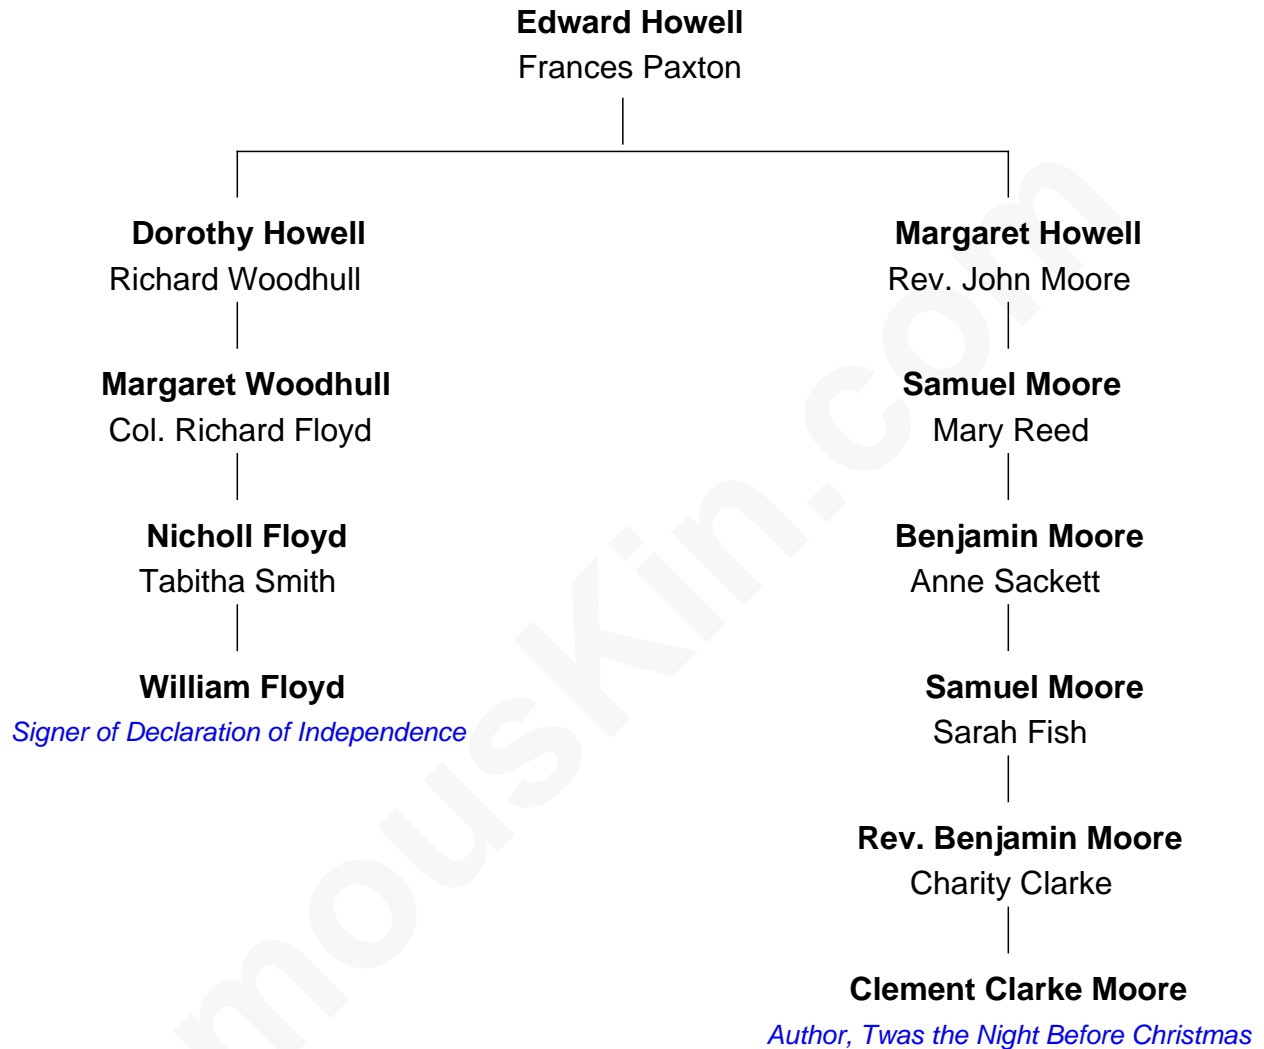 Edward Howell
Frances Paxton
Dorothy Howell
Richard Woodhull
Margaret Woodhull
Col. Richard Floyd
Nicholl Floyd
Tabitha Smith
William Floyd
Signer of Declaration of Independence
Margaret Howell
Rev. John Moore
Samuel Moore
Mary Reed
Benjamin Moore
Anne Sackett
Samuel Moore
Sarah Fish
Rev. Benjamin Moore
Charity Clarke
Clement Clarke Moore
Author, Twas the Night Before Christmas
mouskin.com